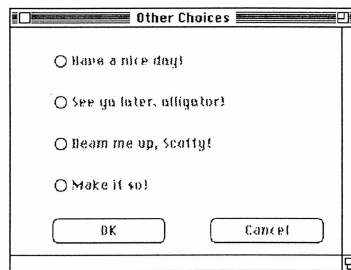 Other Choices
Have a nice day!
See ya later, alligator!
Beam me up, Scotty!
Make it so!
OK
Cancel